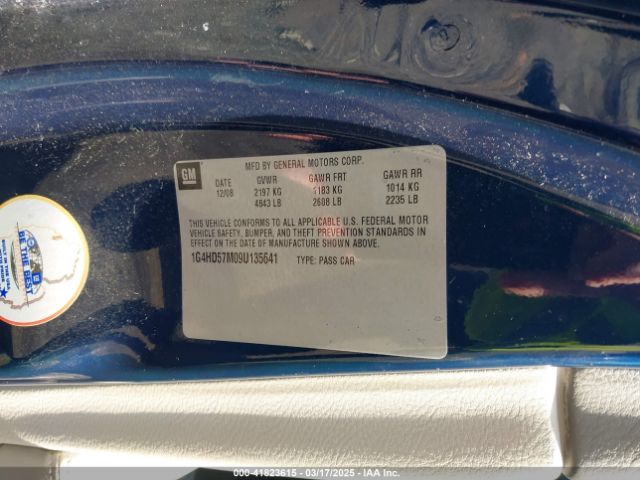 GM
MFD BY GENERAL MOTORS CORP.
DATE GVWR GAWR FRT GAWR RR
12/08 2197 KG 1183 KG 1014 KG
4843 LB 2608 LB 2235 LB
THIS VEHICLE CONFORMS TO ALL APPLICABLE U.S. FEDERAL MOTOR
VEHICLE SAFETY, BUMPER, AND THEFT PREVENTION STANDARDS IN
EFFECT ON THE DATE OF MANUFACTURE SHOWN ABOVE.
1G4HD57M09U135641 TYPE: PASS CAR
BE THE BEST
000-41823615 - 03/17/2025 - IAA Inc.